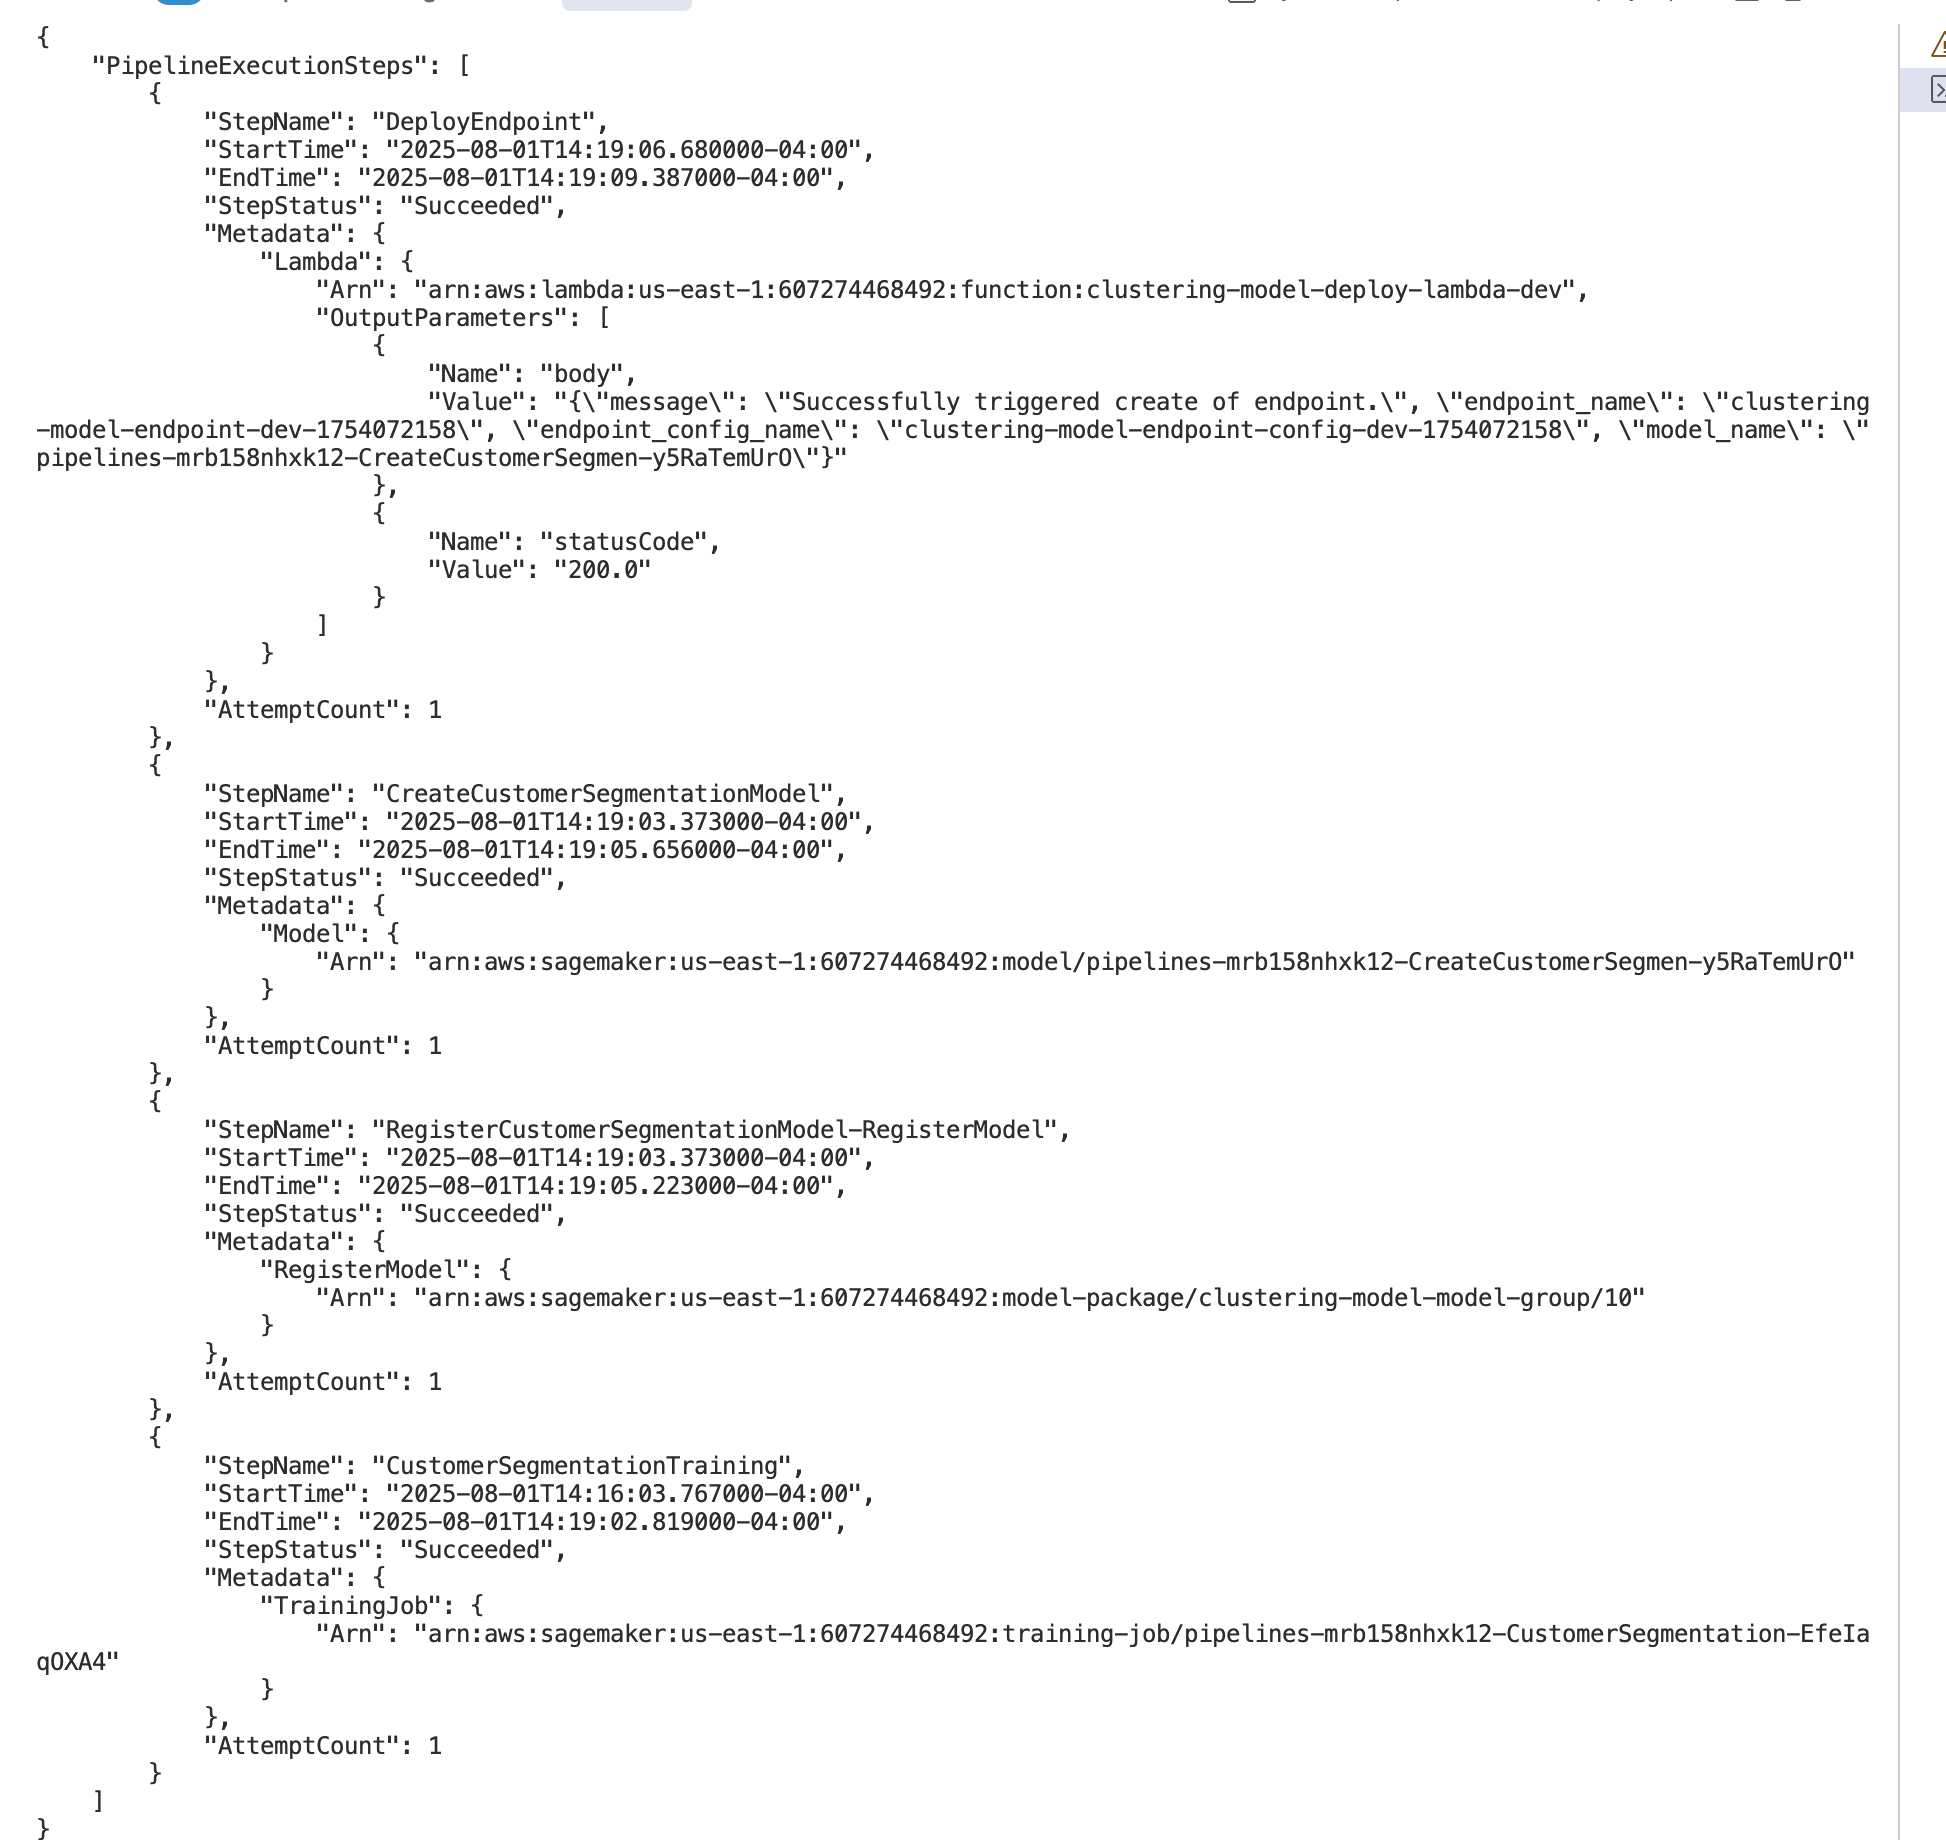 {
    "PipelineExecutionSteps": [
        {
            "StepName": "DeployEndpoint",
            "StartTime": "2025-08-01T14:19:06.680000-04:00",
            "EndTime": "2025-08-01T14:19:09.387000-04:00",
            "StepStatus": "Succeeded",
            "Metadata": {
                "Lambda": {
                    "Arn": "arn:aws:lambda:us-east-1:607274468492:function:clustering-model-deploy-lambda-dev",
                    "OutputParameters": [
                        {
                            "Name": "body",
                            "Value": "{\"message\": \"Successfully triggered create of endpoint.\", \"endpoint_name\": \"clustering
-model-endpoint-dev-1754072158\", \"endpoint_config_name\": \"clustering-model-endpoint-config-dev-1754072158\", \"model_name\": \"
pipelines-mrb158nhxk12-CreateCustomerSegmen-y5RaTemUrO\"}"
                        },
                        {
                            "Name": "statusCode",
                            "Value": "200.0"
                        }
                    ]
                }
            },
            "AttemptCount": 1
        },
        {
            "StepName": "CreateCustomerSegmentationModel",
            "StartTime": "2025-08-01T14:19:03.373000-04:00",
            "EndTime": "2025-08-01T14:19:05.656000-04:00",
            "StepStatus": "Succeeded",
            "Metadata": {
                "Model": {
                    "Arn": "arn:aws:sagemaker:us-east-1:607274468492:model/pipelines-mrb158nhxk12-CreateCustomerSegmen-y5RaTemUrO"
                }
            },
            "AttemptCount": 1
        },
        {
            "StepName": "RegisterCustomerSegmentationModel-RegisterModel",
            "StartTime": "2025-08-01T14:19:03.373000-04:00",
            "EndTime": "2025-08-01T14:19:05.223000-04:00",
            "StepStatus": "Succeeded",
            "Metadata": {
                "RegisterModel": {
                    "Arn": "arn:aws:sagemaker:us-east-1:607274468492:model-package/clustering-model-model-group/10"
                }
            },
            "AttemptCount": 1
        },
        {
            "StepName": "CustomerSegmentationTraining",
            "StartTime": "2025-08-01T14:16:03.767000-04:00",
            "EndTime": "2025-08-01T14:19:02.819000-04:00",
            "StepStatus": "Succeeded",
            "Metadata": {
                "TrainingJob": {
                    "Arn": "arn:aws:sagemaker:us-east-1:607274468492:training-job/pipelines-mrb158nhxk12-CustomerSegmentation-EfeIa
qOXA4"
                }
            },
            "AttemptCount": 1
        }
    ]
}